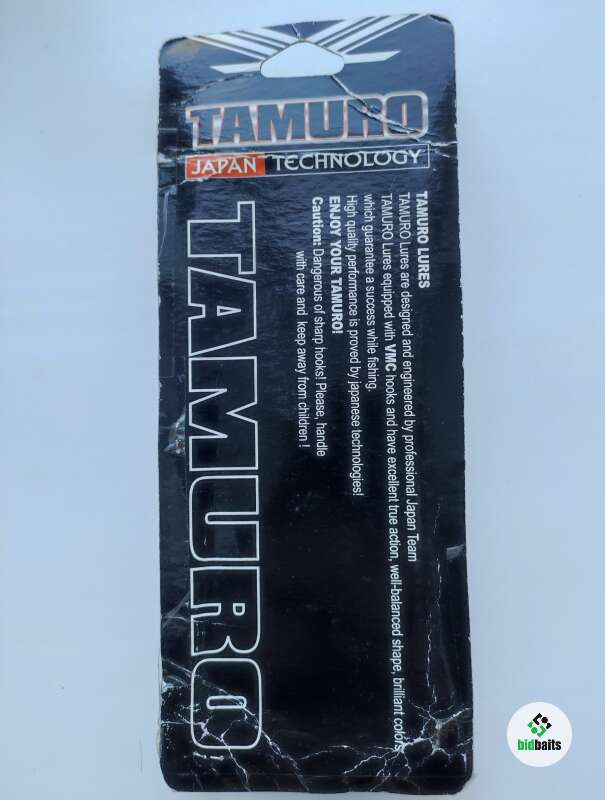 TAMURO
JAPAN TECHNOLOGY
TAMURO LURES
TAMURO Lures are designed and engineered by professional Japan Team
TAMURO Lures equipped with VMC hooks and have excellent true action, well-balanced shape, brilliant colors
which guarantee a success while fishing.
High quality performance is proved by japanese technologies!
ENJOY YOUR TAMURO!
Caution: Dangerous of sharp hooks! Please, handle
with care and keep away from children !
TAMURO
bidbaits